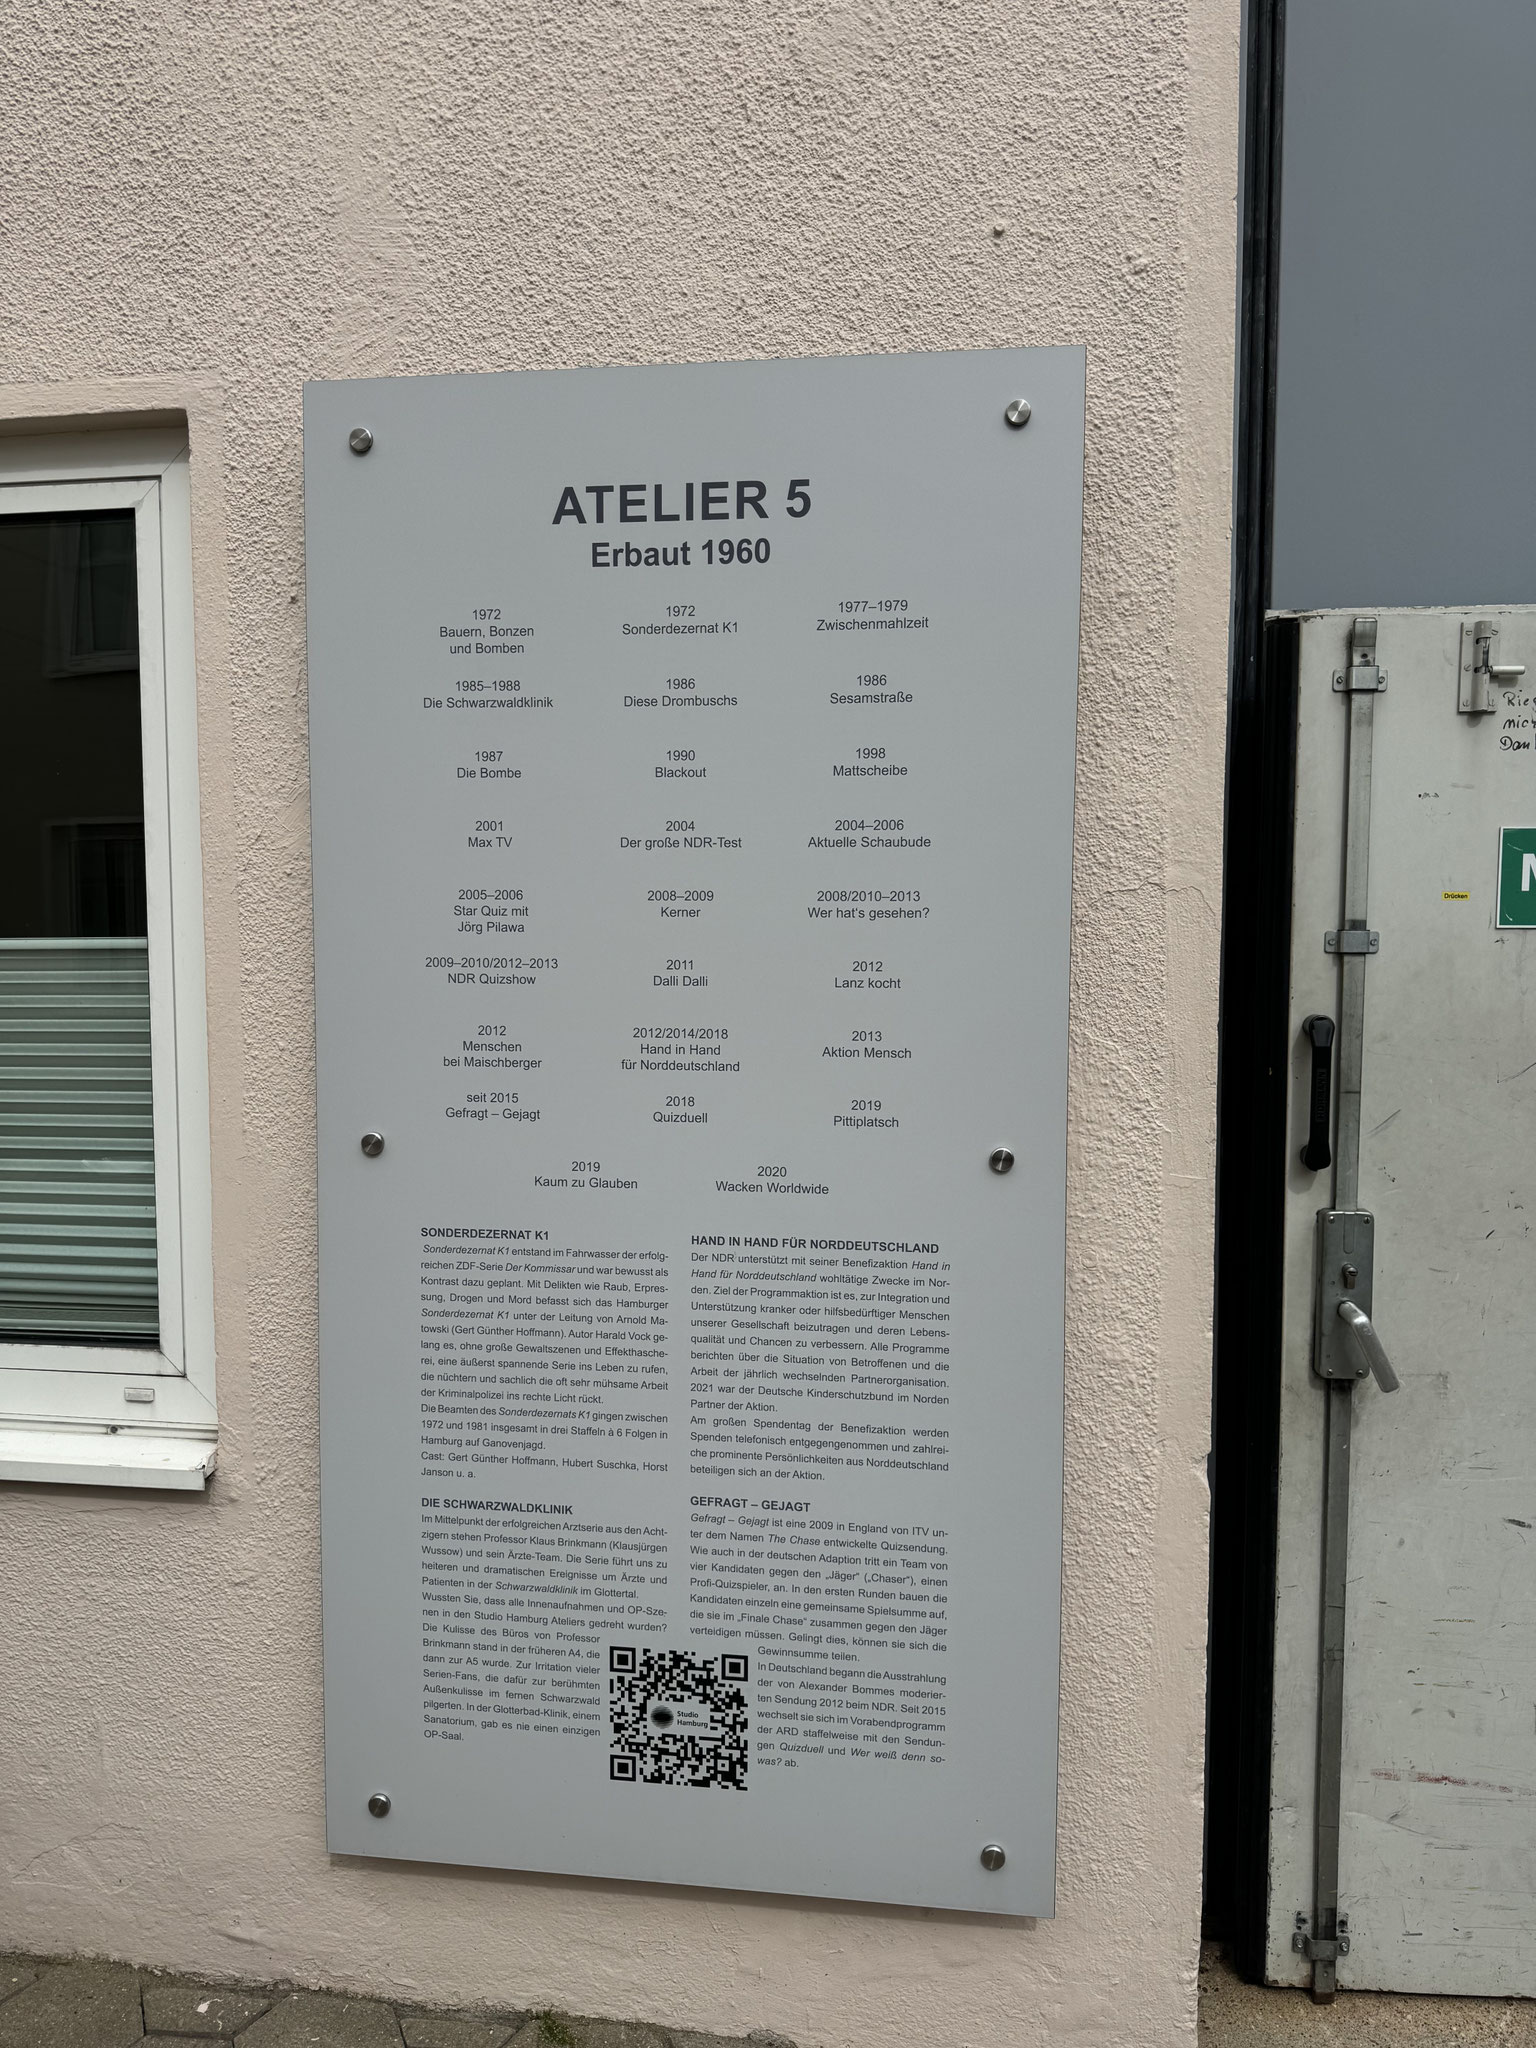 ATELIER 5
Erbaut 1960
1972
Bauern, Bonzen
und Bomben
1972
Sonderdezernat K1
1977–1979
Zwischenmahlzeit
1985–1988
Die Schwarzwaldklinik
1986
Diese Drombuschs
1986
Sesamstraße
1987
Die Bombe
1990
Blackout
1998
Mattscheibe
2001
Max TV
2004
Der große NDR-Test
2004–2006
Aktuelle Schaubude
2005–2006
Star Quiz mit
Jörg Pilawa
2008–2009
Kerner
2008/2010–2013
Wer hat's gesehen?
2009–2010/2012–2013
NDR Quizshow
2011
Dalli Dalli
2012
Lanz kocht
2012
Menschen
bei Maischberger
2012/2014/2018
Hand in Hand
für Norddeutschland
2013
Aktion Mensch
seit 2015
Gefragt – Gejagt
2018
Quizduell
2019
Pittiplatsch
2019
Kaum zu Glauben
2020
Wacken Worldwide
SONDERDEZERNAT K1
Sonderdezernat K1 entstand im Fahrwasser der erfolg-
reichen ZDF-Serie Der Kommissar und war bewusst als
Kontrast dazu geplant. Mit Delikten wie Raub, Erpres-
sung, Drogen und Mord befasst sich das Hamburger
Sonderdezernat K1 unter der Leitung von Arnold Ma-
towski (Gert Günther Hoffmann). Autor Harald Vock ge-
lang es, ohne große Gewaltszenen und Effekthasche-
rei, eine äußerst spannende Serie ins Leben zu rufen,
die nüchtern und sachlich die oft sehr mühsame Arbeit
der Kriminalpolizei ins rechte Licht rückt.
Die Beamten des Sonderdezernats K1 gingen zwischen
1972 und 1981 insgesamt in drei Staffeln à 6 Folgen in
Hamburg auf Ganovenjagd.
Cast: Gert Günther Hoffmann, Hubert Suschka, Horst
Janson u. a.
DIE SCHWARZWALDKLINIK
Im Mittelpunkt der erfolgreichen Arztserie aus den Acht-
zigern stehen Professor Klaus Brinkmann (Klausjürgen
Wussow) und sein Ärzte-Team. Die Serie führt uns zu
heiteren und dramatischen Ereignisse um Ärzte und
Patienten in der Schwarzwaldklinik im Glottertal.
Wussten Sie, dass alle Innenaufnahmen und OP-Sze-
nen in den Studio Hamburg Ateliers gedreht wurden?
Die Kulisse des Büros von Professor
Brinkmann stand in der früheren A4, die
dann zur A5 wurde. Zur Irritation vieler
Serien-Fans, die dafür zur berühmten
Außenkulisse im fernen Schwarzwald
pilgerten. In der Glotterbad-Klinik, einem
Sanatorium, gab es nie einen einzigen
OP-Saal.
HAND IN HAND FÜR NORDDEUTSCHLAND
Der NDR unterstützt mit seiner Benefizaktion Hand in
Hand für Norddeutschland wohltätige Zwecke im Nor-
den. Ziel der Programmaktion ist es, zur Integration und
Unterstützung kranker oder hilfsbedürftiger Menschen
unserer Gesellschaft beizutragen und deren Lebens-
qualität und Chancen zu verbessern. Alle Programme
berichten über die Situation von Betroffenen und die
Arbeit der jährlich wechselnden Partnerorganisation.
2021 war der Deutsche Kinderschutzbund im Norden
Partner der Aktion.
Am großen Spendentag der Benefizaktion werden
Spenden telefonisch entgegengenommen und zahlrei-
che prominente Persönlichkeiten aus Norddeutschland
beteiligen sich an der Aktion.
GEFRAGT – GEJAGT
Gefragt – Gejagt ist eine 2009 in England von ITV un-
ter dem Namen The Chase entwickelte Quizsendung.
Wie auch in der deutschen Adaption tritt ein Team von
vier Kandidaten gegen den „Jäger“ („Chaser“), einen
Profi-Quizspieler, an. In den ersten Runden bauen die
Kandidaten einzeln eine gemeinsame Spielsumme auf,
die sie im „Finale Chase“ zusammen gegen den Jäger
verteidigen müssen. Gelingt dies, können sie sich die
Gewinnsumme teilen.
In Deutschland begann die Ausstrahlung
der von Alexander Bommes moderier-
ten Sendung 2012 beim NDR. Seit 2015
wechselt sie sich im Vorabendprogramm
der ARD staffelweise mit den Sendun-
gen Quizduell und Wer weiß denn so-
was? ab.
Studio
Hamburg
Drücken